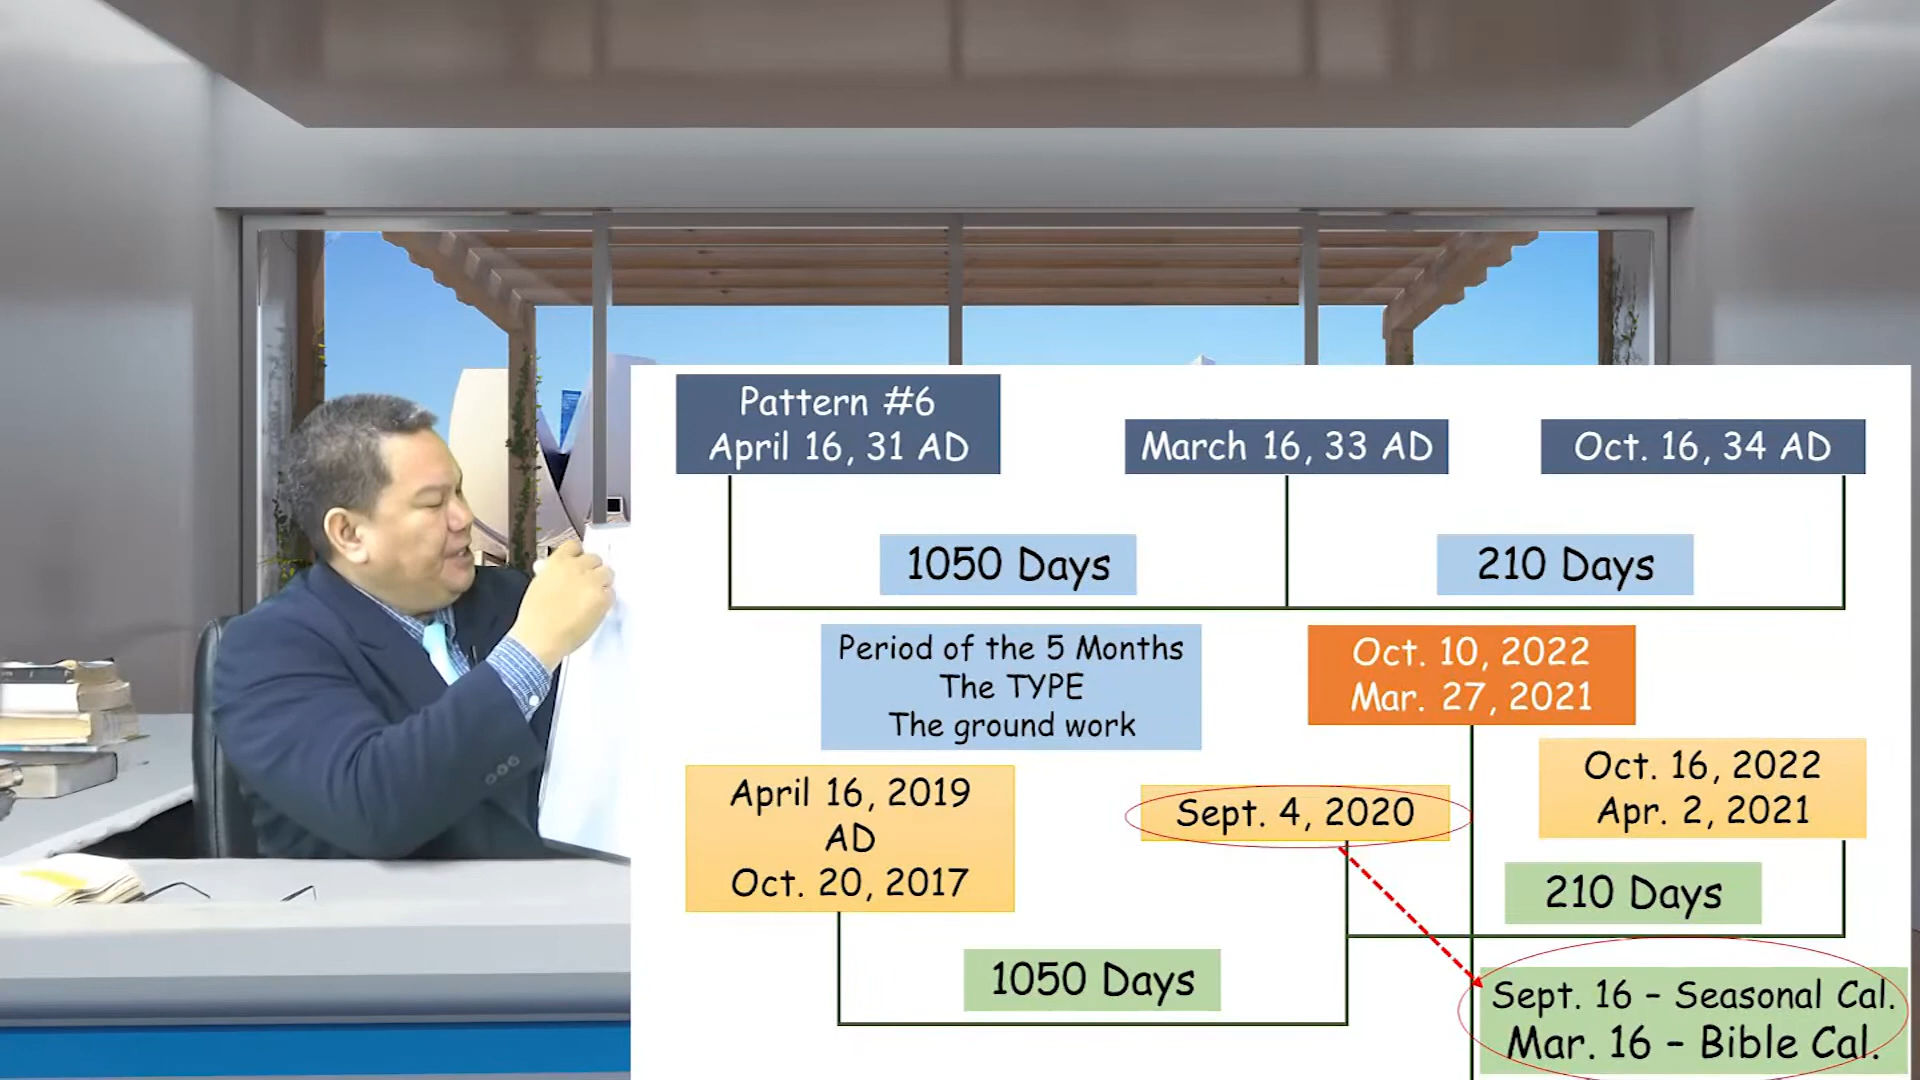 Pattern #6
April 16, 31 AD
March 16, 33 AD
Oct. 16, 34 AD
1050 Days
210 Days
Period of the 5 Months
The TYPE
The ground work
Oct. 10, 2022
Mar. 27, 2021
April 16, 2019
AD
Oct. 20, 2017
Sept. 4, 2020
Oct. 16, 2022
Apr. 2, 2021
210 Days
1050 Days
Sept. 16 – Seasonal Cal.
Mar. 16 – Bible Cal.